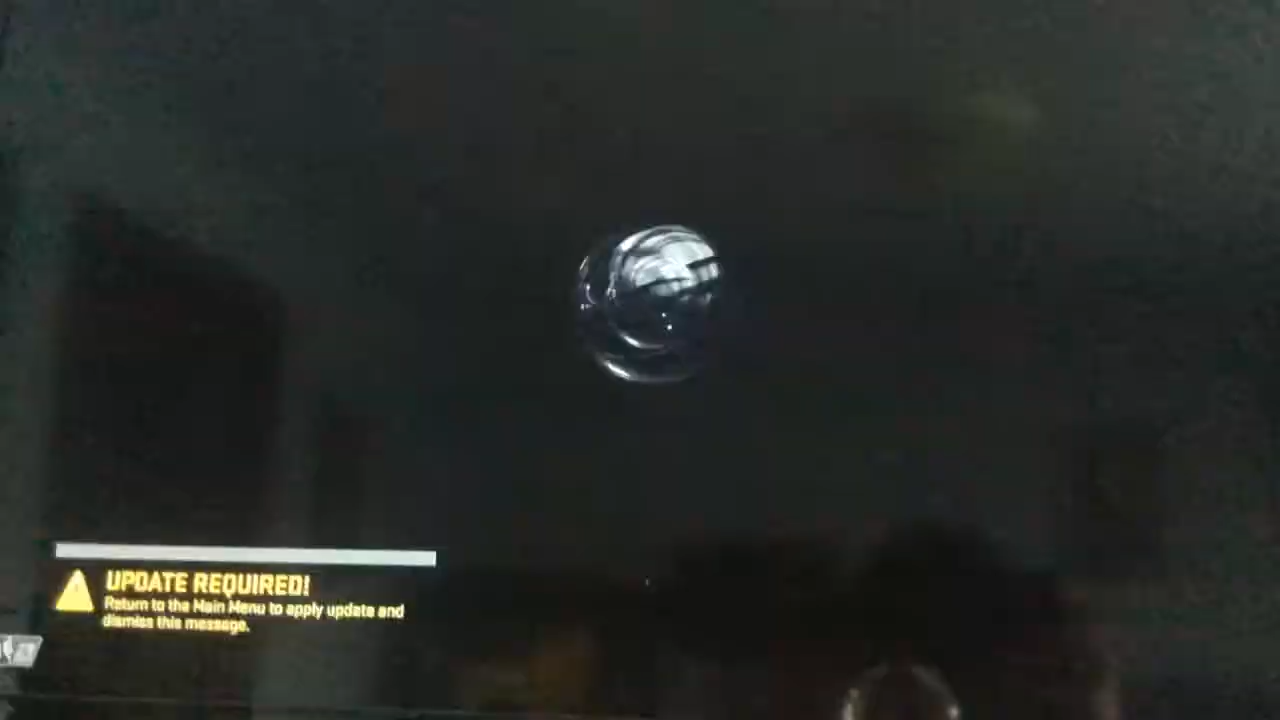 UPDATE REQUIRED!
Return to the Main Menu to apply update and
dismiss this message.